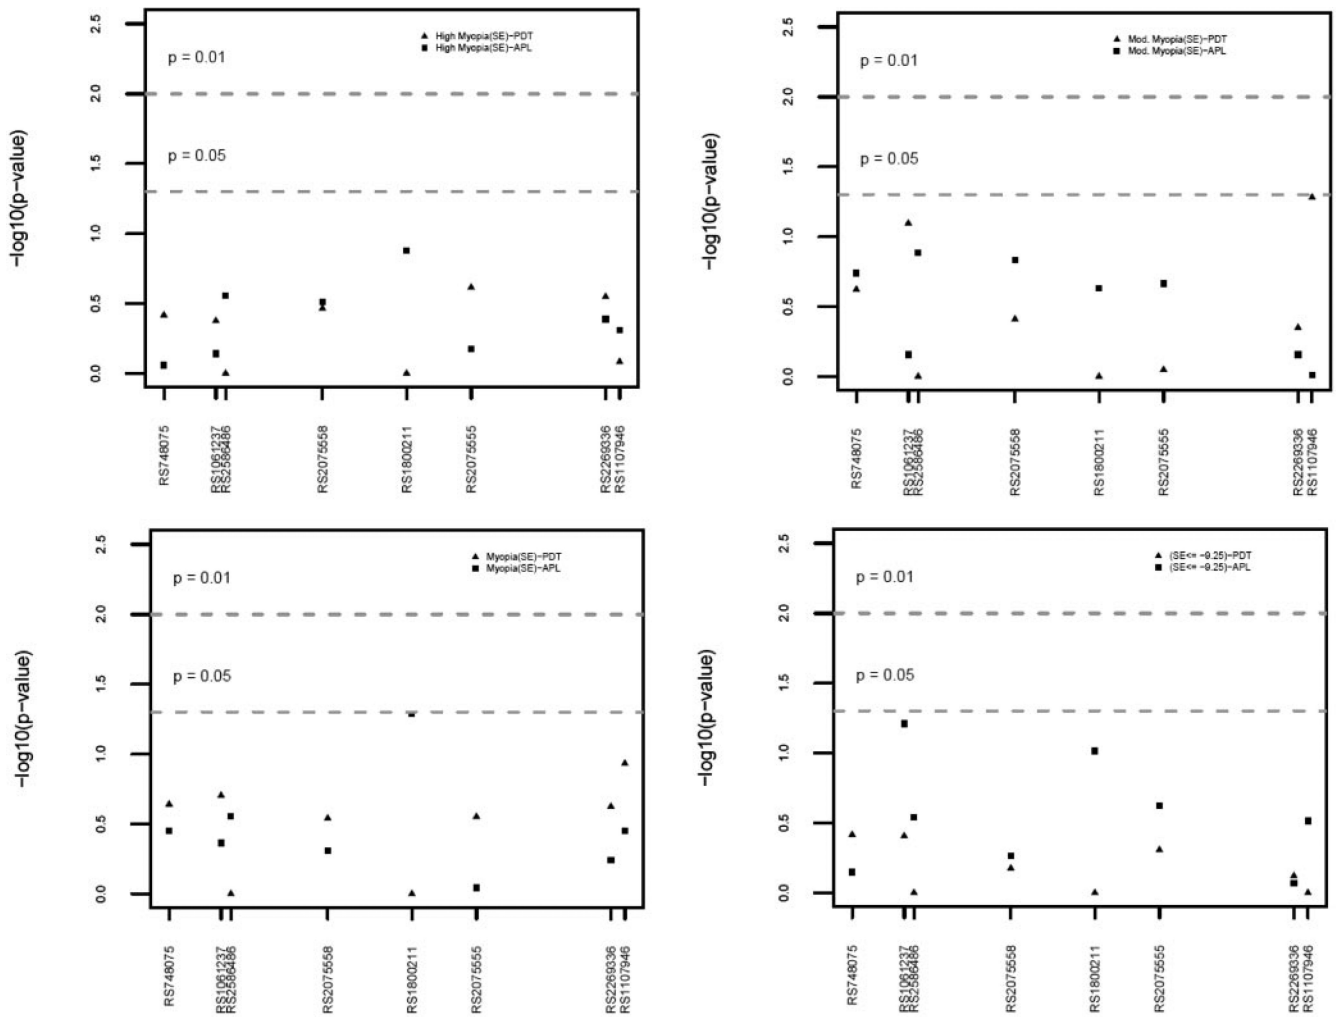 High Myopia(SE)−PDT
High Myopia(SE)−APL
p = 0.01
p = 0.05
−log10(p−value)
2.5
2.0
1.5
1.0
0.5
0.0
RS748075
RS1061237
RS2586486
RS2075558
RS1800211
RS2075555
RS2269336
RS1107946
Mod. Myopia(SE)−PDT
Mod. Myopia(SE)−APL
p = 0.01
p = 0.05
−log10(p−value)
2.5
2.0
1.5
1.0
0.5
0.0
RS748075
RS1061237
RS2586486
RS2075558
RS1800211
RS2075555
RS2269336
RS1107946
Myopia(SE)−PDT
Myopia(SE)−APL
p = 0.01
p = 0.05
−log10(p−value)
2.5
2.0
1.5
1.0
0.5
0.0
RS748075
RS1061237
RS2586486
RS2075558
RS1800211
RS2075555
RS2269336
RS1107946
(SE<= −9.25)−PDT
(SE<= −9.25)−APL
p = 0.01
p = 0.05
−log10(p−value)
2.5
2.0
1.5
1.0
0.5
0.0
RS748075
RS1061237
RS2586486
RS2075558
RS1800211
RS2075555
RS2269336
RS1107946